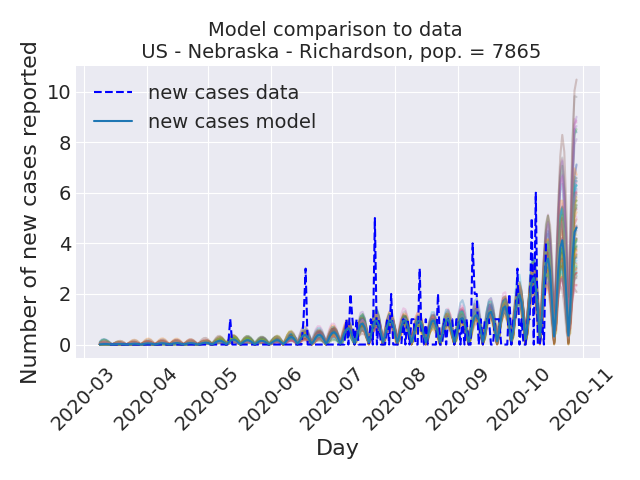 Model comparison to data
US - Nebraska - Richardson, pop. = 7865
Number of new cases reported
10
8
6
4
2
0
new cases data
new cases model
2020-03
2020-04
2020-05
2020-06
2020-07
2020-08
2020-09
2020-10
2020-11
Day